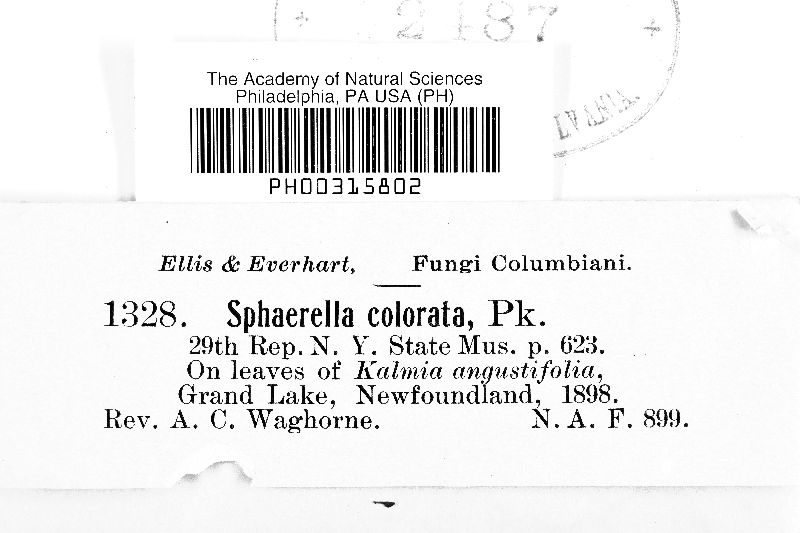 The Academy of Natural Sciences
Philadelphia, PA USA (PH)
PH00315802
Ellis & Everhart, Fungi Columbiani.
1328. Sphaerella colorata, Pk.
29th Rep. N. Y. State Mus. p. 623.
On leaves of Kalmia angustifolia,
Grand Lake, Newfoundland, 1898.
Rev. A. C. Waghorne. N. A. F. 899.